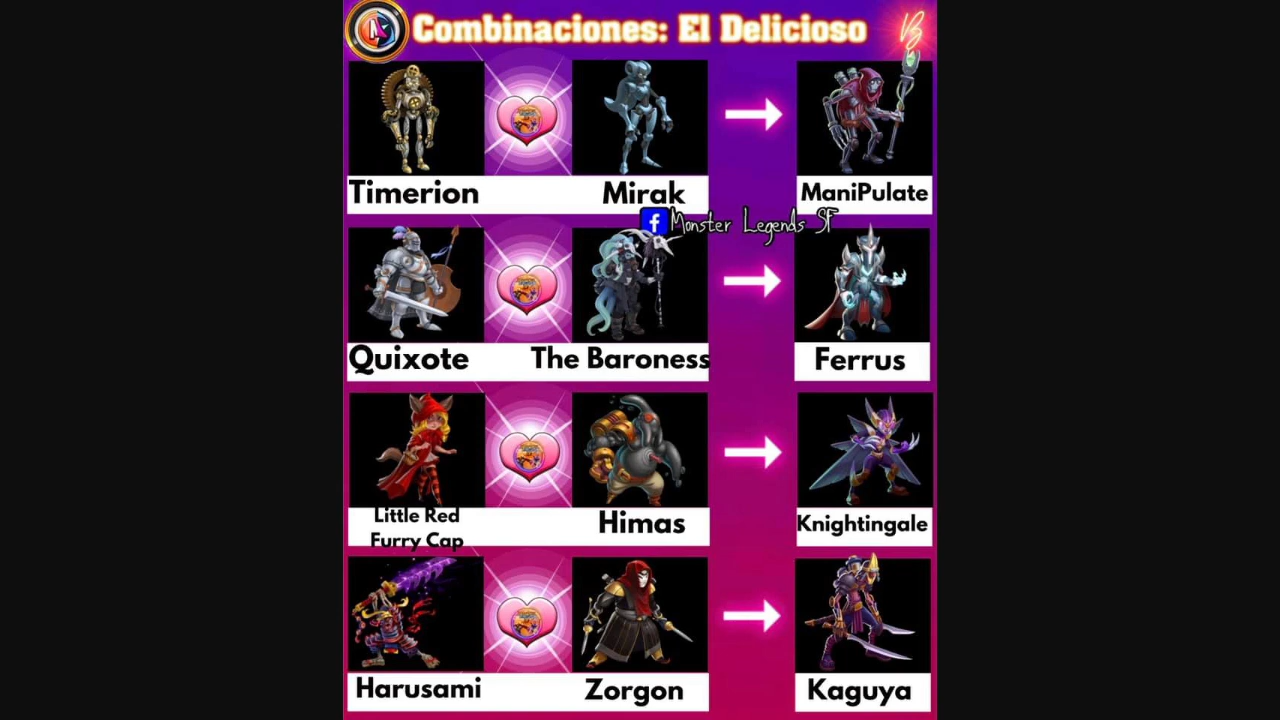 Combinaciones: El Delicioso
Timerion
Mirak
ManiPulate
Monster Legends SF
Quixote
The Baroness
Ferrus
Little Red
Furry Cap
Himas
Knightingale
Harusami
Zorgon
Kaguya